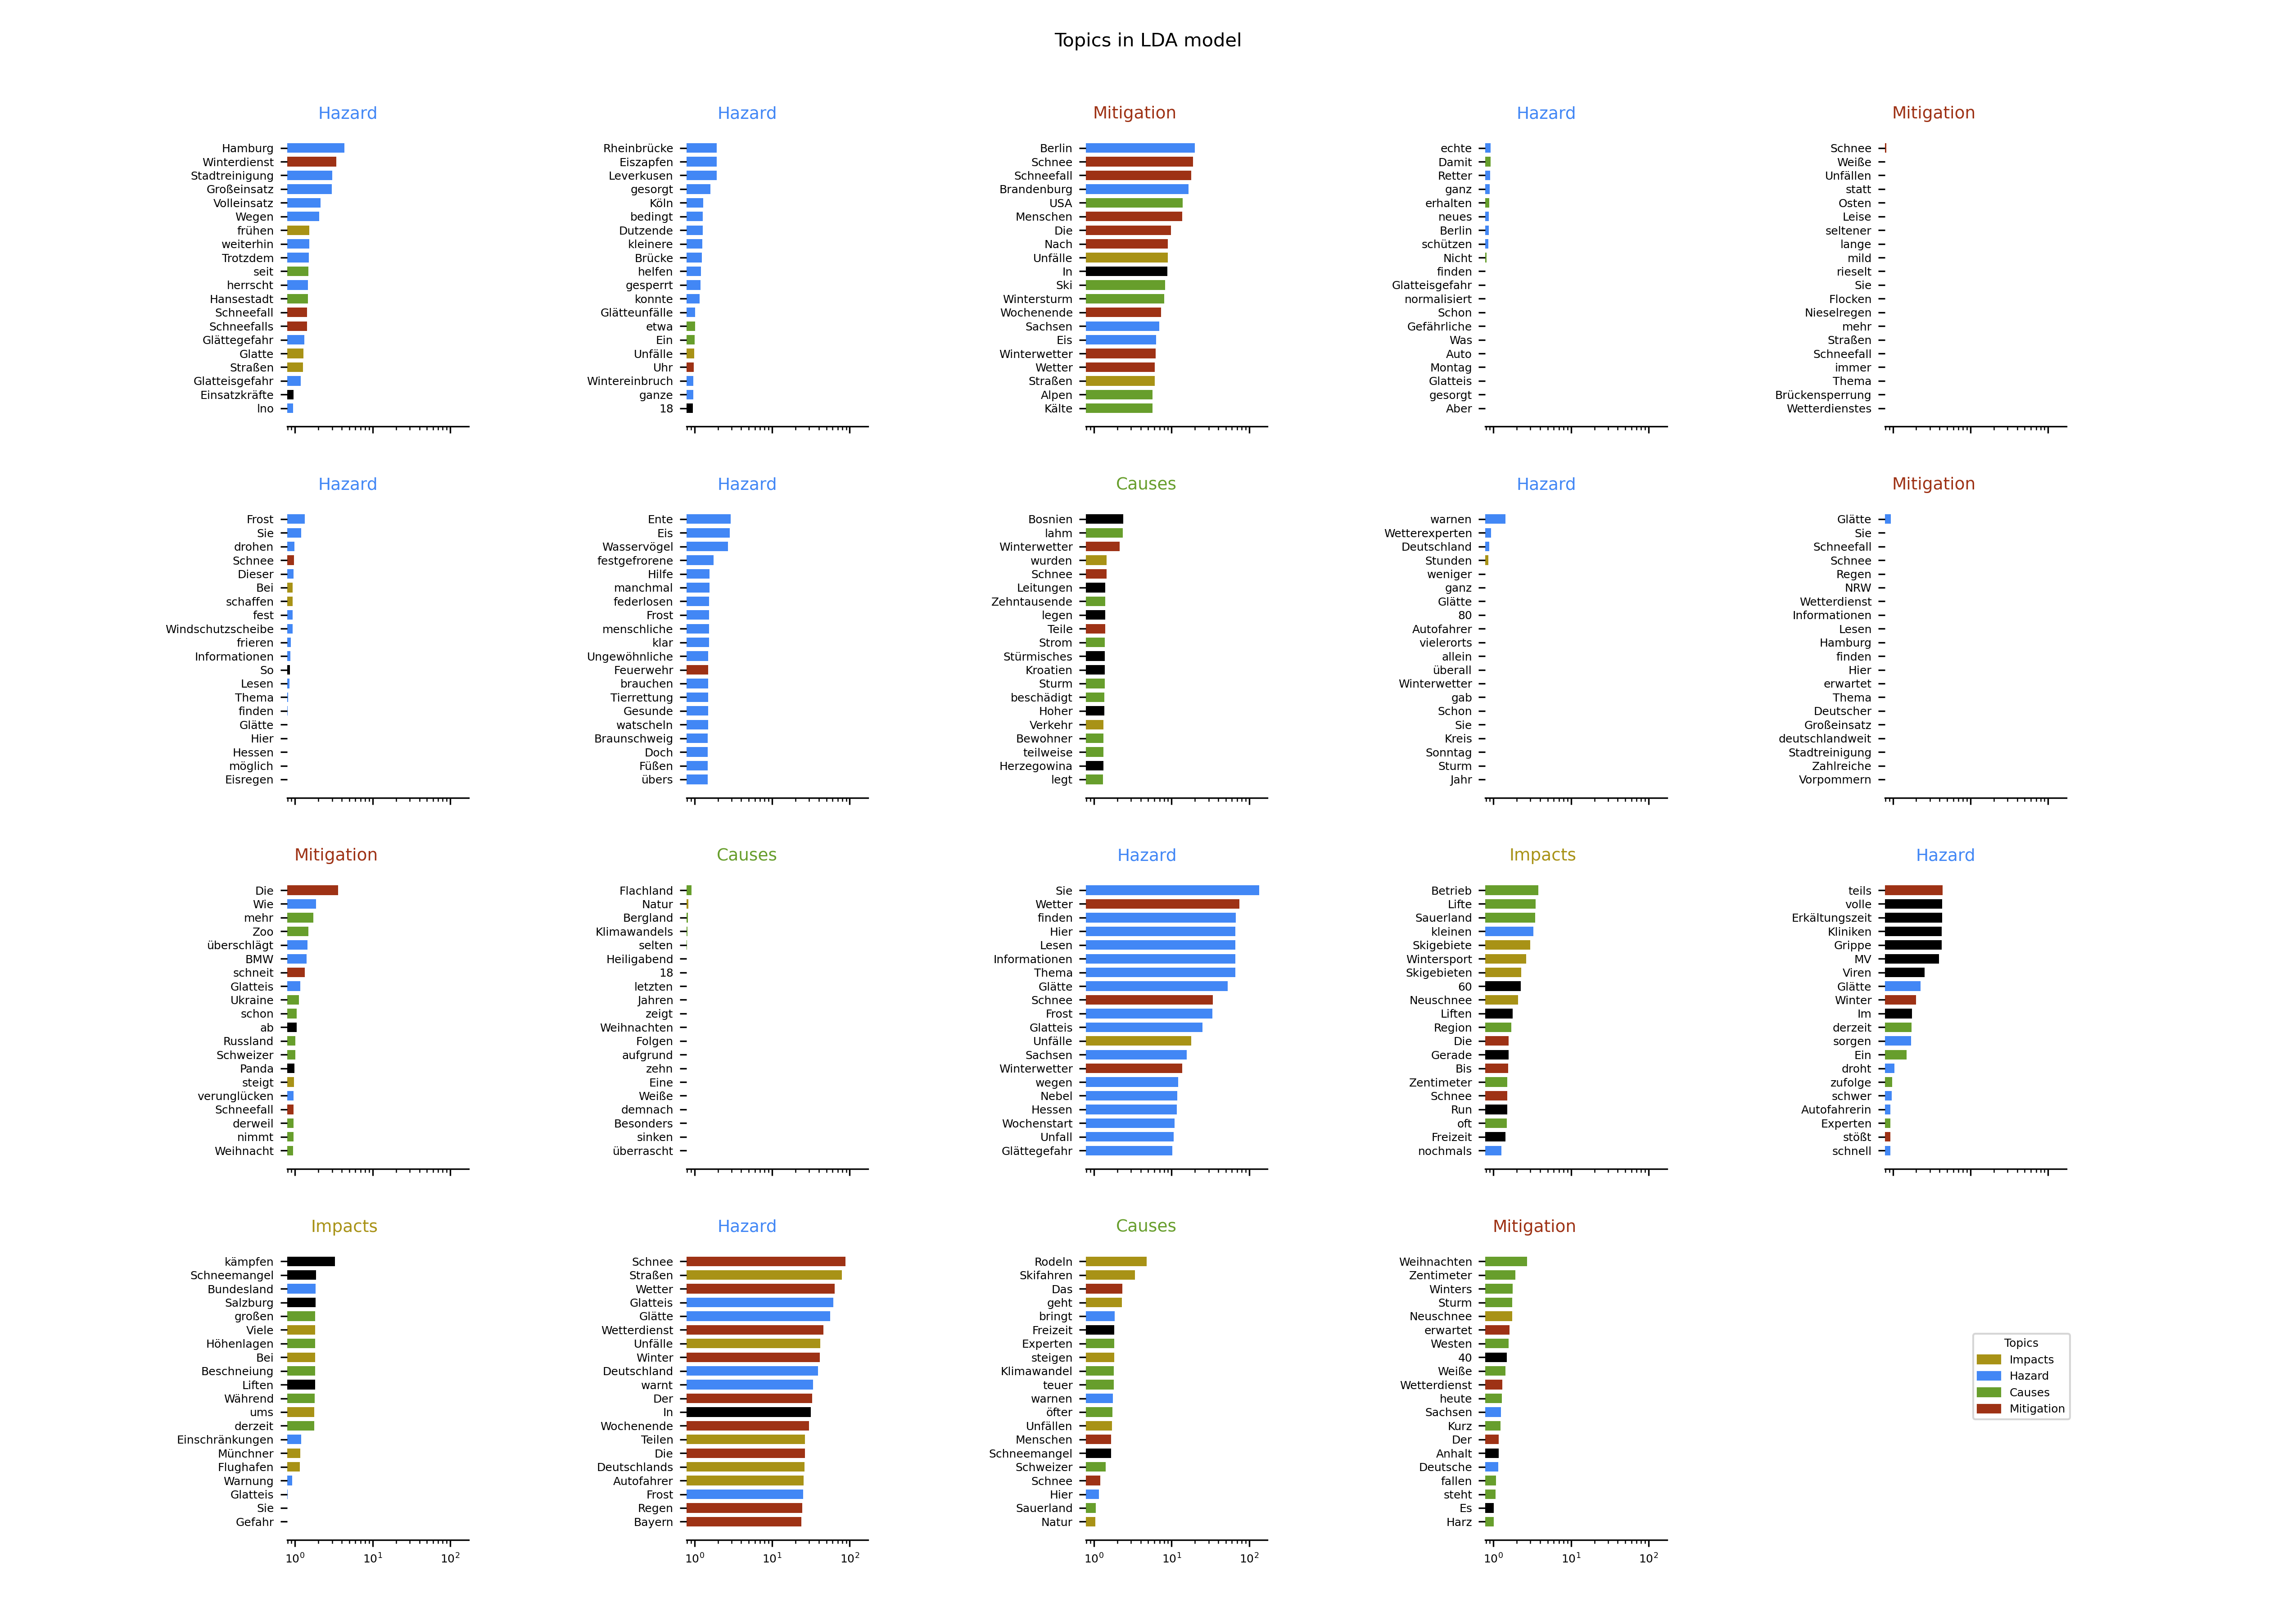 Topics in LDA model
Hazard
Hamburg
Winterdienst
Stadtreinigung
Großeinsatz
Volleinsatz
Wegen
frühen
weiterhin
Trotzdem
seit
herrscht
Hansestadt
Schneefall
Schneefalls
Glättegefahr
Glatte
Straßen
Glatteisgefahr
Einsatzkräfte
Ino
Hazard
Rheinbrücke
Eiszapfen
Leverkusen
gesorgt
Köln
bedingt
Dutzende
kleinere
Brücke
helfen
gesperrt
konnte
Glätteunfälle
etwa
Ein
Unfälle
Uhr
Wintereinbruch
ganze
18
Mitigation
Berlin
Schnee
Schneefall
Brandenburg
USA
Menschen
Die
Nach
Unfälle
In
Ski
Wintersturm
Wochenende
Sachsen
Eis
Winterwetter
Wetter
Straßen
Alpen
Kälte
Hazard
echte
Damit
Retter
ganz
erhalten
neues
Berlin
schützen
Nicht
finden
Glatteisgefahr
normalisiert
Schon
Gefährliche
Was
Auto
Montag
Glatteis
gesorgt
Aber
Mitigation
Schnee
Weiße
Unfällen
statt
Osten
Leise
seltener
lange
mild
rieselt
Sie
Flocken
Nieselregen
mehr
Straßen
Schneefall
immer
Thema
Brückensperrung
Wetterdienstes
Hazard
Frost
Sie
drohen
Schnee
Dieser
Bei
schaffen
fest
Windschutzscheibe
frieren
Informationen
So
Lesen
Thema
finden
Glätte
Hier
Hessen
möglich
Eisregen
Hazard
Ente
Eis
Wasservögel
festgefrorene
Hilfe
manchmal
federlosen
Frost
menschliche
klar
Ungewöhnliche
Feuerwehr
brauchen
Tierrettung
Gesunde
watscheln
Braunschweig
Doch
Füßen
übers
Causes
Bosnien
lahm
Winterwetter
wurden
Schnee
Leitungen
Zehntausende
legen
Teile
Strom
Stürmisches
Kroatien
Sturm
beschädigt
Hoher
Verkehr
Bewohner
teilweise
Herzegowina
legt
Hazard
warnen
Wetterexperten
Deutschland
Stunden
weniger
ganz
Glätte
80
Autofahrer
vielerorts
allein
überall
Winterwetter
gab
Schon
Sie
Kreis
Sonntag
Sturm
Jahr
Mitigation
Glätte
Sie
Schneefall
Schnee
Regen
NRW
Wetterdienst
Informationen
Lesen
Hamburg
finden
Hier
erwartet
Thema
Deutscher
Großeinsatz
deutschlandweit
Stadtreinigung
Zahlreiche
Vorpommern
Mitigation
Die
Wie
mehr
Zoo
überschlägt
BMW
schneit
Glatteis
Ukraine
schon
ab
Russland
Schweizer
Panda
steigt
verunglücken
Schneefall
derweil
nimmt
Weihnacht
Causes
Flachland
Natur
Bergland
Klimawandels
selten
Heiligabend
18
letzten
Jahren
zeigt
Weihnachten
Folgen
aufgrund
zehn
Eine
Weiße
demnach
Besonders
sinken
überrascht
Hazard
Sie
Wetter
finden
Hier
Lesen
Informationen
Thema
Glätte
Schnee
Frost
Glatteis
Unfälle
Sachsen
Winterwetter
wegen
Nebel
Hessen
Wochenstart
Unfall
Glättegefahr
Impacts
Betrieb
Lifte
Sauerland
kleinen
Skigebiete
Wintersport
Skigebieten
60
Neuschnee
Liften
Region
Die
Gerade
Bis
Zentimeter
Schnee
Run
oft
Freizeit
nochmals
Hazard
teils
volle
Erkältungszeit
Kliniken
Grippe
MV
Viren
Glätte
Winter
Im
derzeit
sorgen
Ein
droht
zufolge
schwer
Autofahrerin
Experten
stößt
schnell
Impacts
kämpfen
Schneemangel
Bundesland
Salzburg
großen
Viele
Höhenlagen
Bei
Beschneiung
Liften
Während
ums
derzeit
Einschränkungen
Münchner
Flughafen
Warnung
Glatteis
Sie
Gefahr
10⁰ 10¹ 10²
Hazard
Schnee
Straßen
Wetter
Glatteis
Glätte
Wetterdienst
Unfälle
Winter
Deutschland
warnt
Der
In
Wochenende
Teilen
Die
Deutschlands
Autofahrer
Frost
Regen
Bayern
10⁰ 10¹ 10²
Causes
Rodeln
Skifahren
Das
geht
bringt
Freizeit
Experten
steigen
Klimawandel
teuer
warnen
öfter
Unfällen
Menschen
Schneemangel
Schweizer
Schnee
Hier
Sauerland
Natur
10⁰ 10¹ 10²
Mitigation
Weihnachten
Zentimeter
Winters
Sturm
Neuschnee
erwartet
Westen
40
Weiße
Wetterdienst
heute
Sachsen
Kurz
Der
Anhalt
Deutsche
fallen
steht
Es
Harz
10⁰ 10¹ 10²
Topics
Impacts
Hazard
Causes
Mitigation